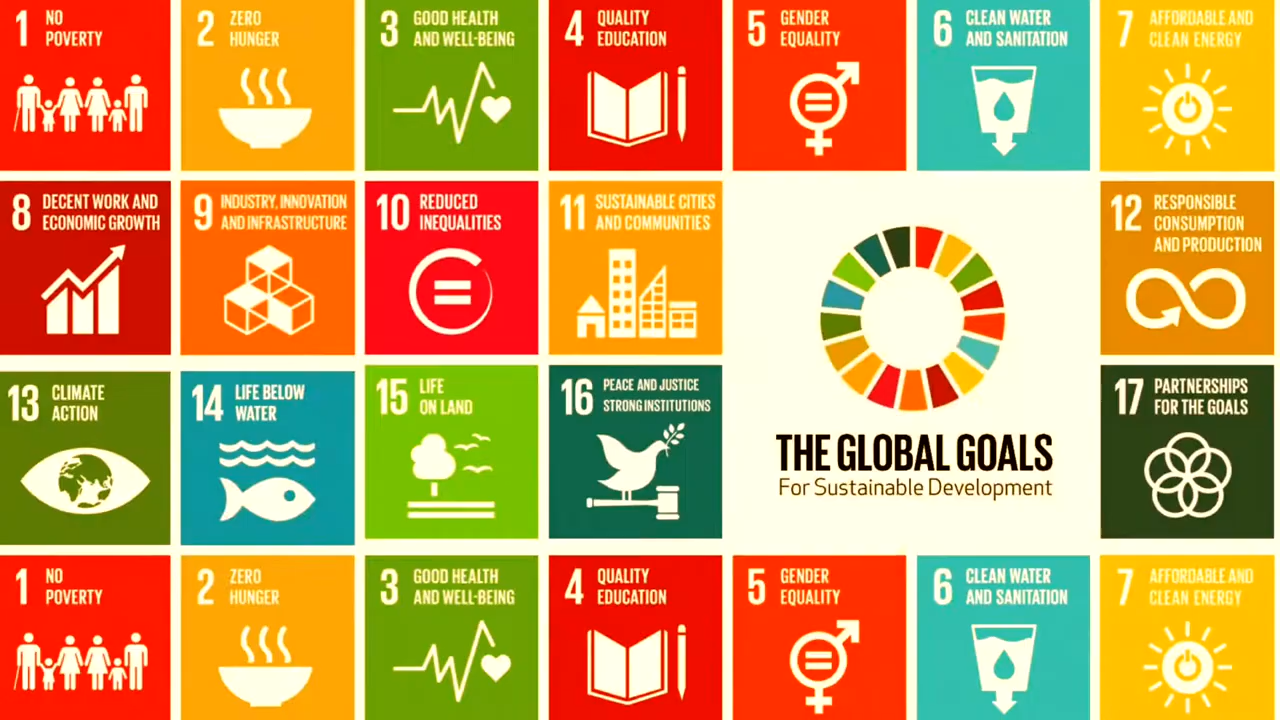 1 NO
POVERTY
2 ZERO
HUNGER
3 GOOD HEALTH
AND WELL-BEING
4 QUALITY
EDUCATION
5 GENDER
EQUALITY
6 CLEAN WATER
AND SANITATION
7 AFFORDABLE AND
CLEAN ENERGY
8 DECENT WORK AND
ECONOMIC GROWTH
9 INDUSTRY, INNOVATION
AND INFRASTRUCTURE
10 REDUCED
INEQUALITIES
11 SUSTAINABLE CITIES
AND COMMUNITIES
12 RESPONSIBLE
CONSUMPTION
AND PRODUCTION
13 CLIMATE
ACTION
14 LIFE BELOW
WATER
15 LIFE
ON LAND
16 PEACE AND JUSTICE
STRONG INSTITUTIONS
THE GLOBAL GOALS
For Sustainable Development
17 PARTNERSHIPS
FOR THE GOALS
1 NO
POVERTY
2 ZERO
HUNGER
3 GOOD HEALTH
AND WELL-BEING
4 QUALITY
EDUCATION
5 GENDER
EQUALITY
6 CLEAN WATER
AND SANITATION
7 AFFORDABLE AND
CLEAN ENERGY